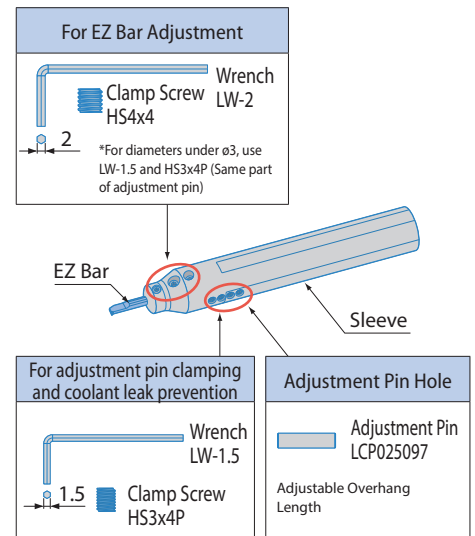 For EZ Bar Adjustment
Wrench
LW-2
Clamp Screw
HS4x4
2
*For diameters under ø3, use
LW-1.5 and HS3x4P (Same part
of adjustment pin)
EZ Bar
Sleeve
For adjustment pin clamping
and coolant leak prevention
Wrench
LW-1.5
1.5
Clamp Screw
HS3x4P
Adjustment Pin Hole
Adjustment Pin
LCP025097
Adjustable Overhang
Length